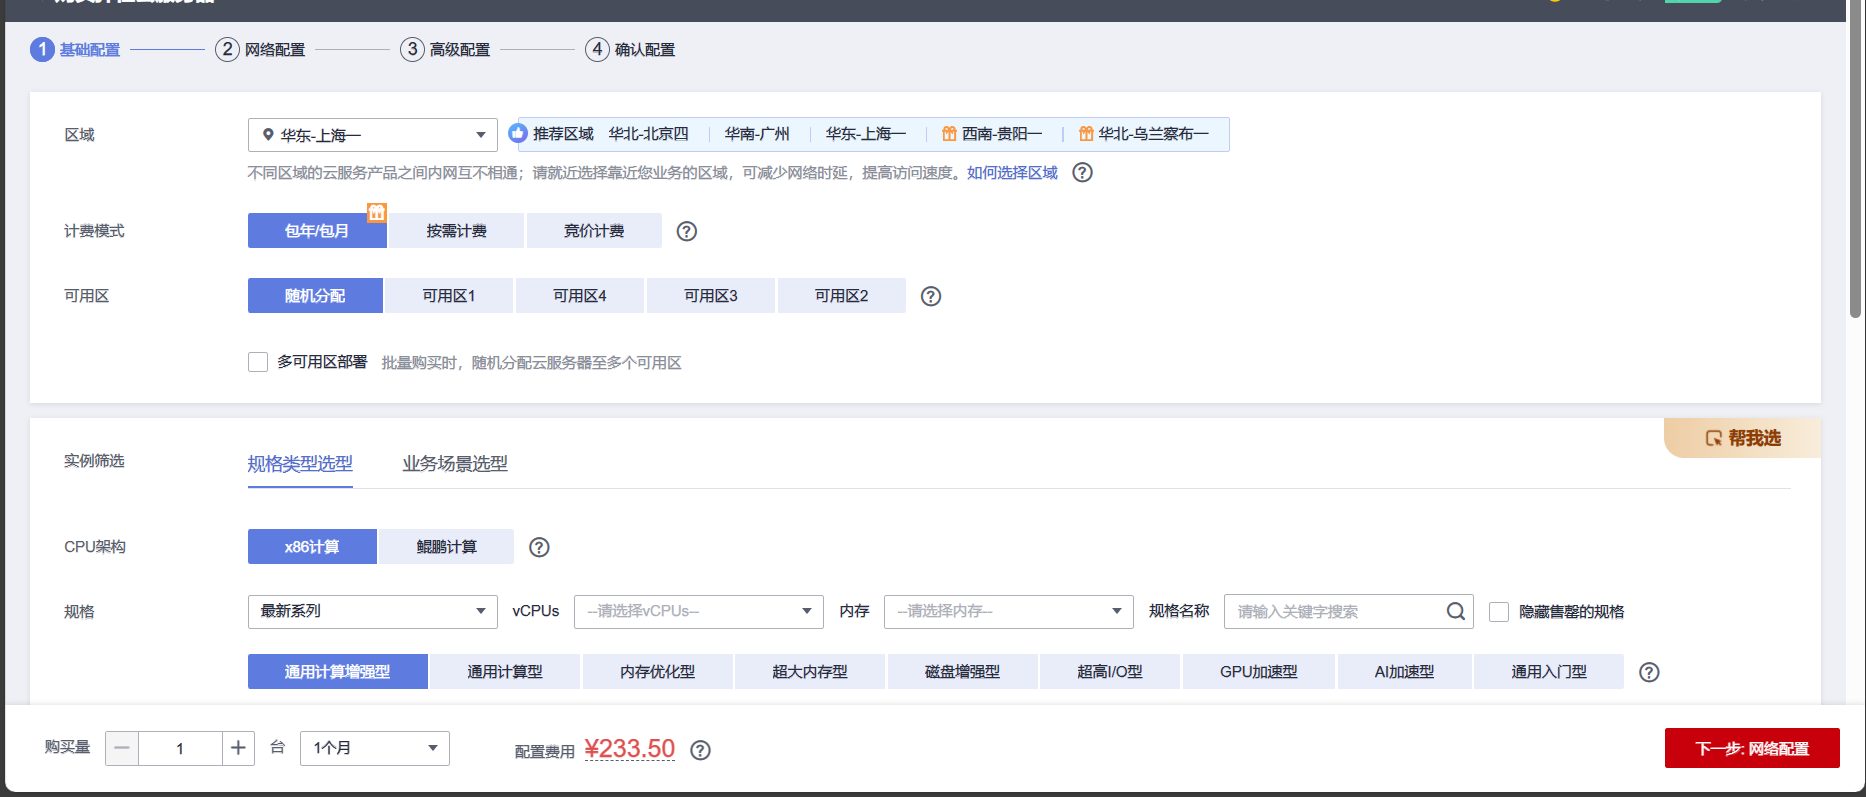 1 基础配置 2 网络配置 3 高级配置 4 确认配置
区域 华东-上海一 推荐区域 华北-北京四 华南-广州 华东-上海一 西南-贵阳一 华北-乌兰察布一
不同区域的云服务产品之间内网互不相通；请就近选择靠近您业务的区域，可减少网络时延，提高访问速度。如何选择区域 ?
计费模式 包年/包月 按需计费 竞价计费 ?
可用区 随机分配 可用区1 可用区4 可用区3 可用区2 ?
多可用区部署 批量购买时，随机分配云服务器至多个可用区
帮我选
实例筛选 规格类型选型 业务场景选型
CPU架构 x86计算 鲲鹏计算 ?
规格 最新系列 vCPUs --请选择vCPUs-- 内存 --请选择内存-- 规格名称 请输入关键字搜索 隐藏售罄的规格
通用计算增强型 通用计算型 内存优化型 超大内存型 磁盘增强型 超高I/O型 GPU加速型 AI加速型 通用入门型 ?
购买量 — 1 + 台 1个月 配置费用 ¥233.50 ? 下一步: 网络配置